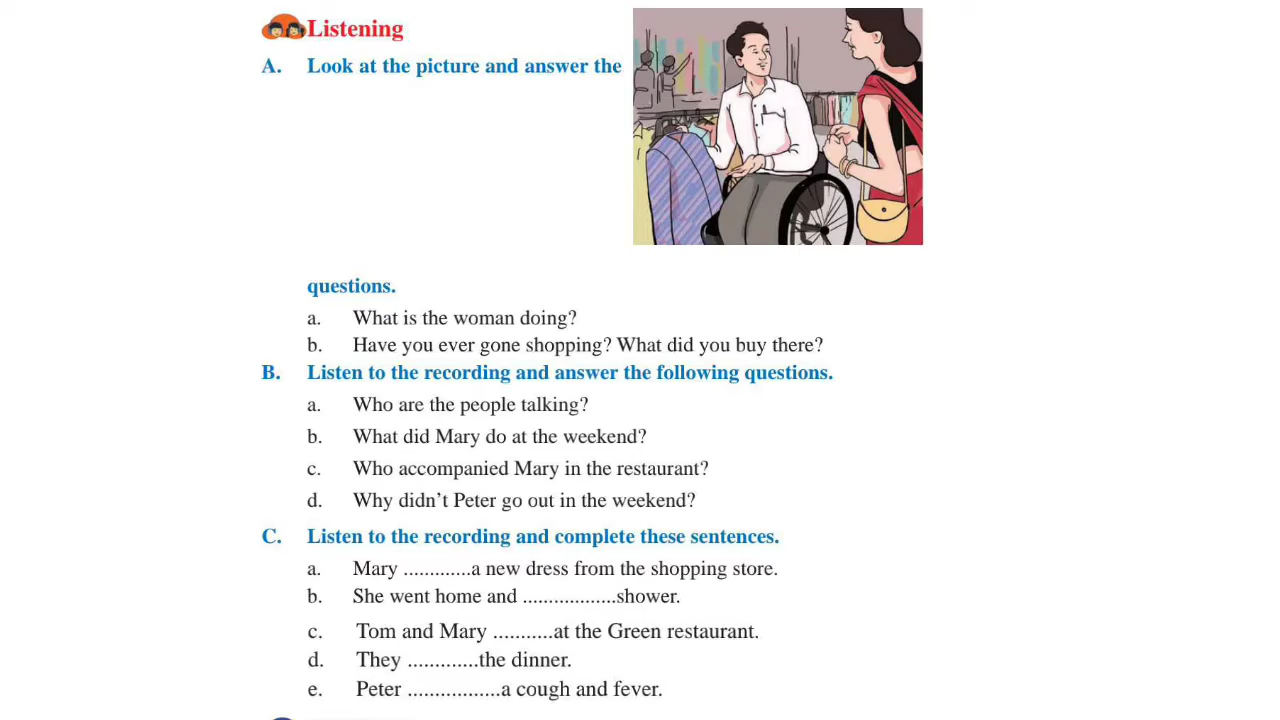 Listening
A. Look at the picture and answer the
questions.
a. What is the woman doing?
b. Have you ever gone shopping? What did you buy there?
B. Listen to the recording and answer the following questions.
a. Who are the people talking?
b. What did Mary do at the weekend?
c. Who accompanied Mary in the restaurant?
d. Why didn't Peter go out in the weekend?
C. Listen to the recording and complete these sentences.
a. Mary .............a new dress from the shopping store.
b. She went home and ..................shower.
c. Tom and Mary ...........at the Green restaurant.
d. They .............the dinner.
e. Peter .................a cough and fever.